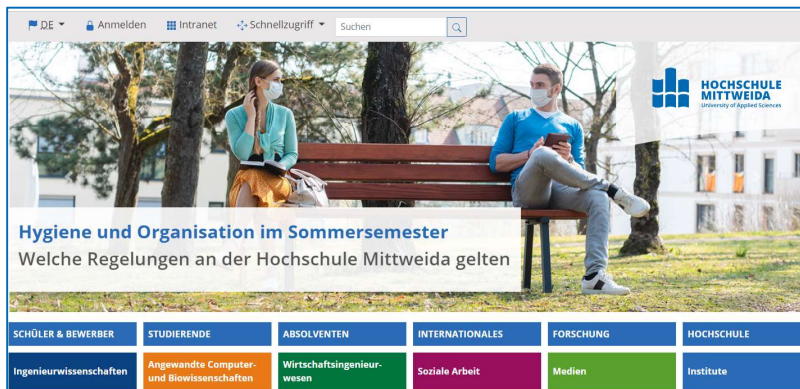 DE Anmelden Intranet Schnellzugriff Suchen
HOCHSCHULE
MITTWEIDA
University of Applied Sciences
Hygiene und Organisation im Sommersemester
Welche Regelungen an der Hochschule Mittweida gelten
SCHÜLER & BEWERBER STUDIERENDE ABSOLVENTEN INTERNATIONALES FORSCHUNG HOCHSCHULE
Ingenieurwissenschaften
Angewandte Computer-
und Biowissenschaften
Wirtschaftsingenieur-
wesen
Soziale Arbeit
Medien
Institute